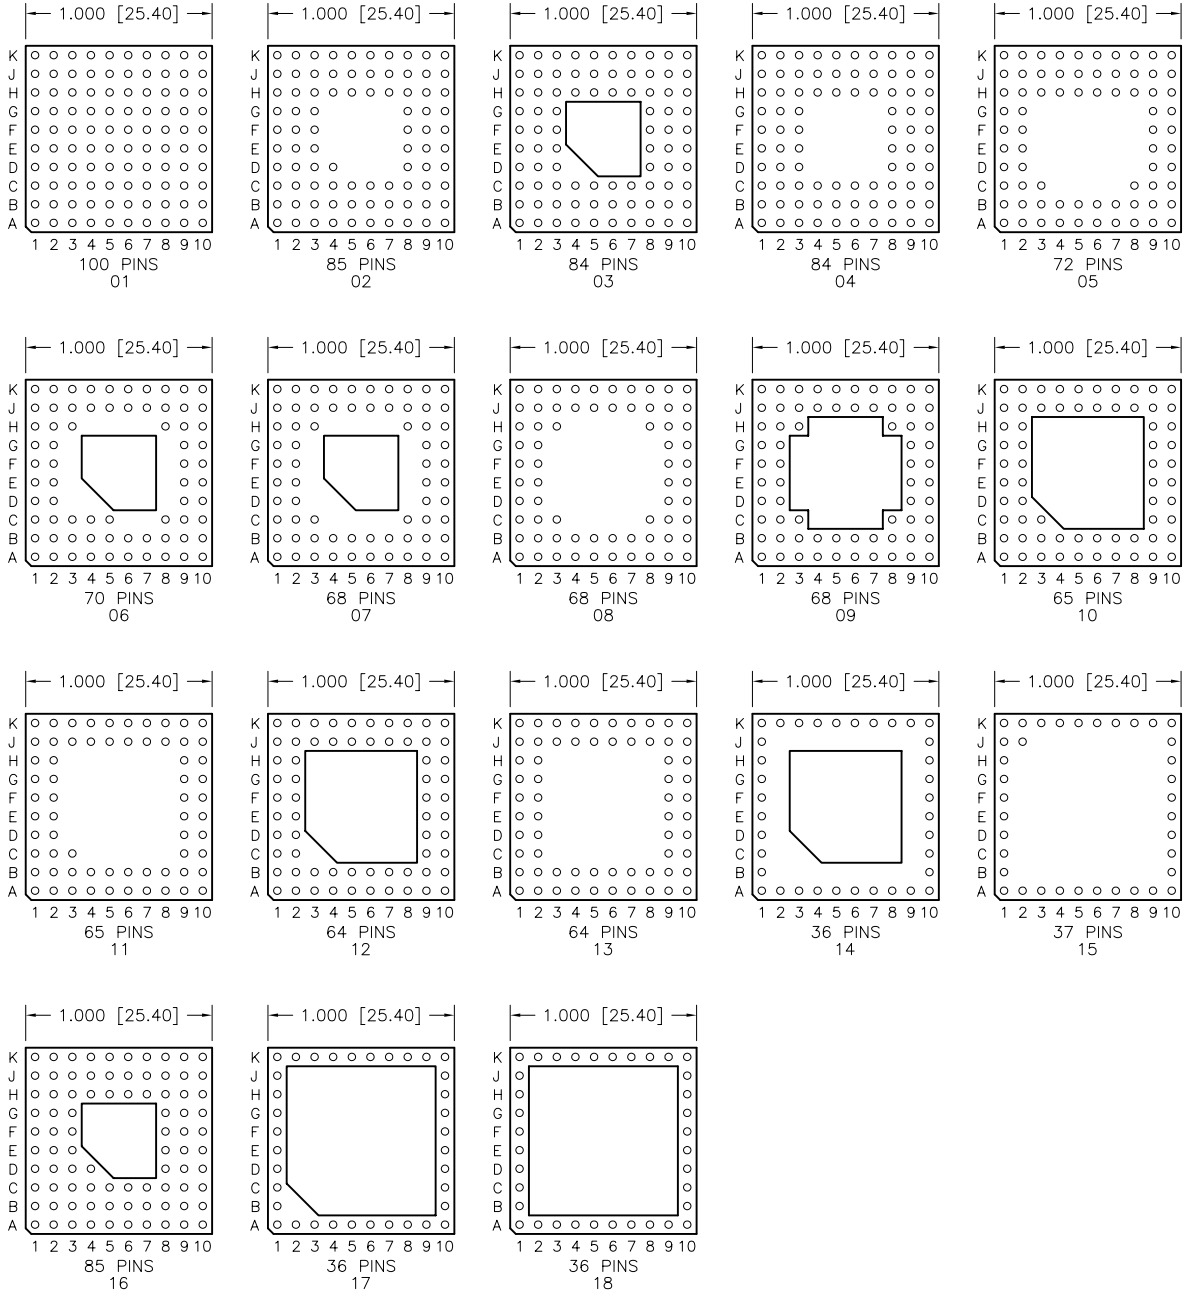 1.000 [25.40] 1.000 [25.40] 1.000 [25.40] 1.000 [25.40] 1.000 [25.40]
K K K K K
J J J J J
H H H H H
G G G G G
F F F F F
E E E E E
D D D D D
C C C C C
B B B B B
A A A A A
1 2 3 4 5 6 7 8 9 10 1 2 3 4 5 6 7 8 9 10 1 2 3 4 5 6 7 8 9 10 1 2 3 4 5 6 7 8 9 10 1 2 3 4 5 6 7 8 9 10
100 PINS 85 PINS 84 PINS 84 PINS 72 PINS
01 02 03 04 05
1.000 [25.40] 1.000 [25.40] 1.000 [25.40] 1.000 [25.40] 1.000 [25.40]
K K K K K
J J J J J
H H H H H
G G G G G
F F F F F
E E E E E
D D D D D
C C C C C
B B B B B
A A A A A
1 2 3 4 5 6 7 8 9 10 1 2 3 4 5 6 7 8 9 10 1 2 3 4 5 6 7 8 9 10 1 2 3 4 5 6 7 8 9 10 1 2 3 4 5 6 7 8 9 10
70 PINS 68 PINS 68 PINS 68 PINS 65 PINS
06 07 08 09 10
1.000 [25.40] 1.000 [25.40] 1.000 [25.40] 1.000 [25.40] 1.000 [25.40]
K K K K K
J J J J J
H H H H H
G G G G G
F F F F F
E E E E E
D D D D D
C C C C C
B B B B B
A A A A A
1 2 3 4 5 6 7 8 9 10 1 2 3 4 5 6 7 8 9 10 1 2 3 4 5 6 7 8 9 10 1 2 3 4 5 6 7 8 9 10 1 2 3 4 5 6 7 8 9 10
65 PINS 64 PINS 64 PINS 36 PINS 37 PINS
11 12 13 14 15
1.000 [25.40] 1.000 [25.40] 1.000 [25.40]
K K K
J J J
H H H
G G G
F F F
E E E
D D D
C C C
B B B
A A A
1 2 3 4 5 6 7 8 9 10 1 2 3 4 5 6 7 8 9 10 1 2 3 4 5 6 7 8 9 10
85 PINS 36 PINS 36 PINS
16 17 18